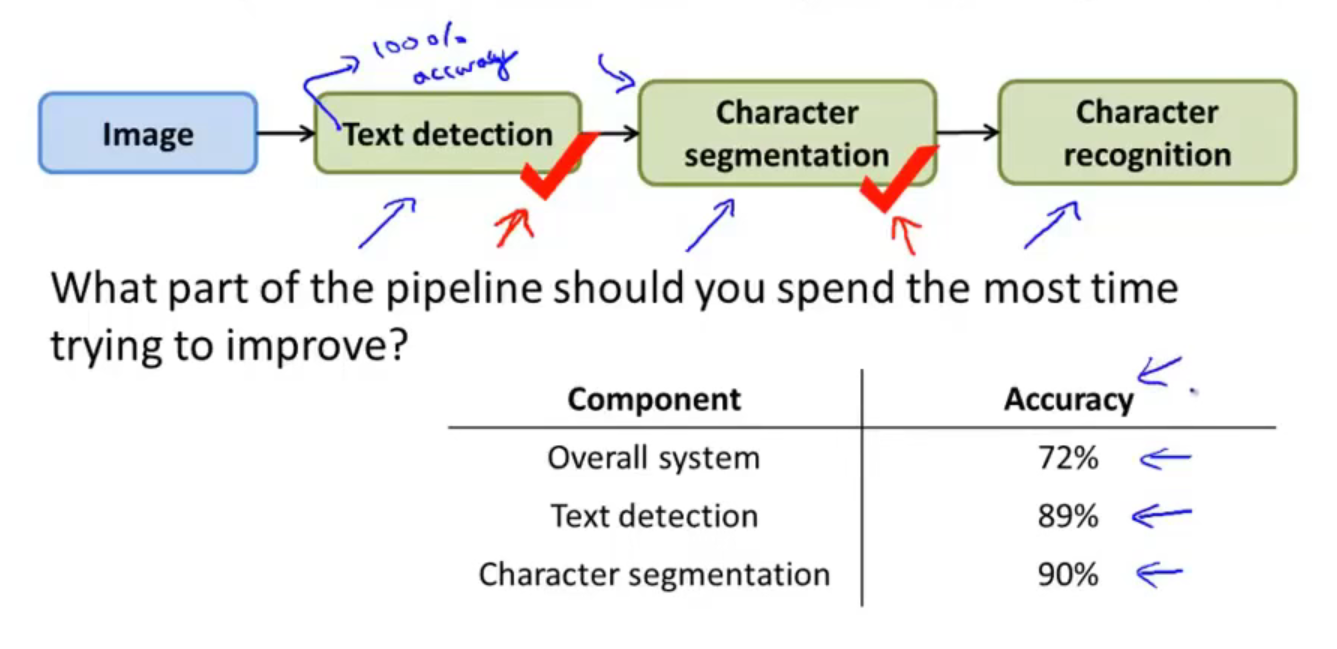 100%
accuracy
Image
Text detection
Character
segmentation
Character
recognition
What part of the pipeline should you spend the most time
trying to improve?
Component Accuracy
Overall system 72%
Text detection 89%
Character segmentation 90%